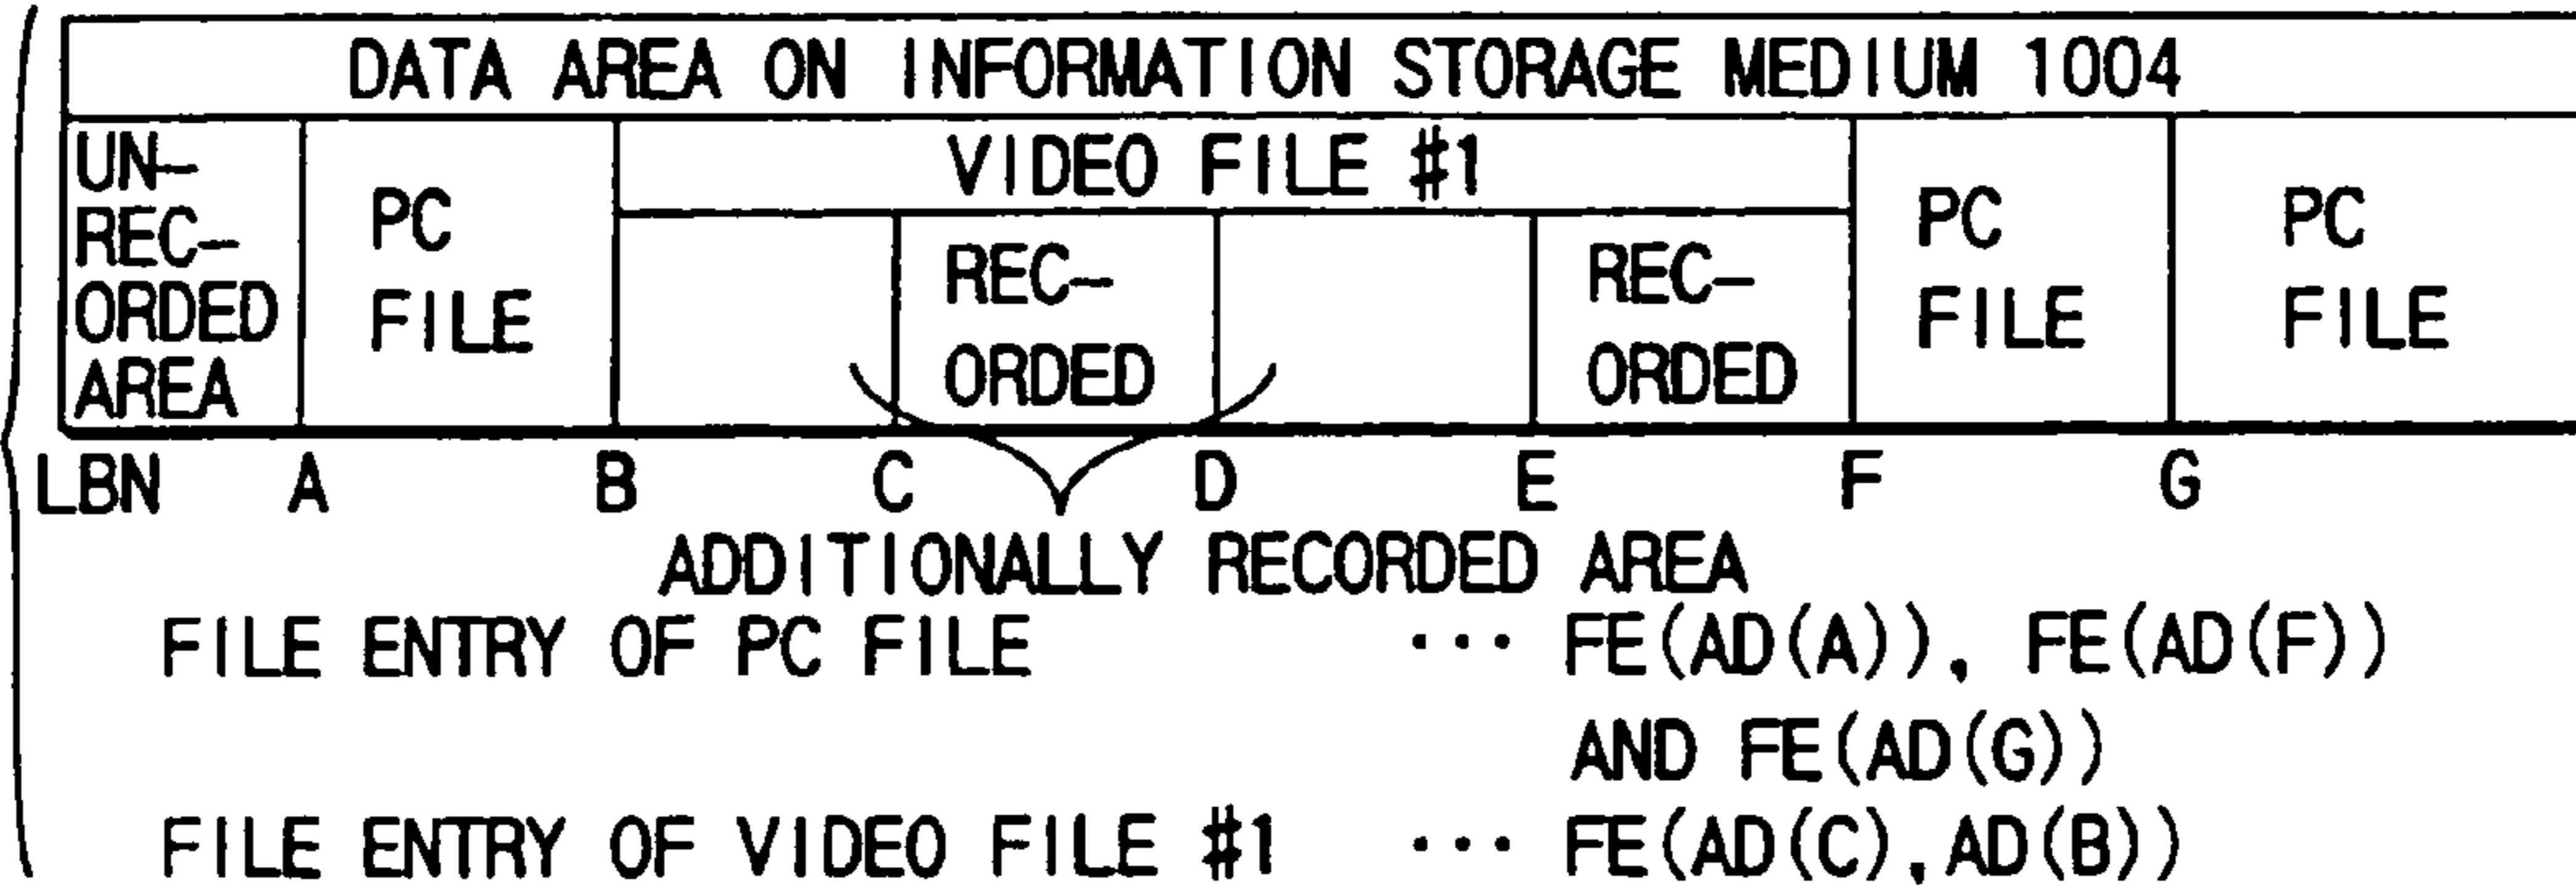 DATA AREA ON INFORMATION STORAGE MEDIUM 1004
UN-
REC-
ORDED
AREA
PC
FILE
VIDEO FILE #1
REC-
ORDED
REC-
ORDED
PC
FILE
PC
FILE
LBN A B C D E F G
ADDITIONALLY RECORDED AREA
FILE ENTRY OF PC FILE ··· FE(AD(A)), FE(AD(F))
AND FE(AD(G))
FILE ENTRY OF VIDEO FILE #1 ··· FE(AD(C),AD(B))